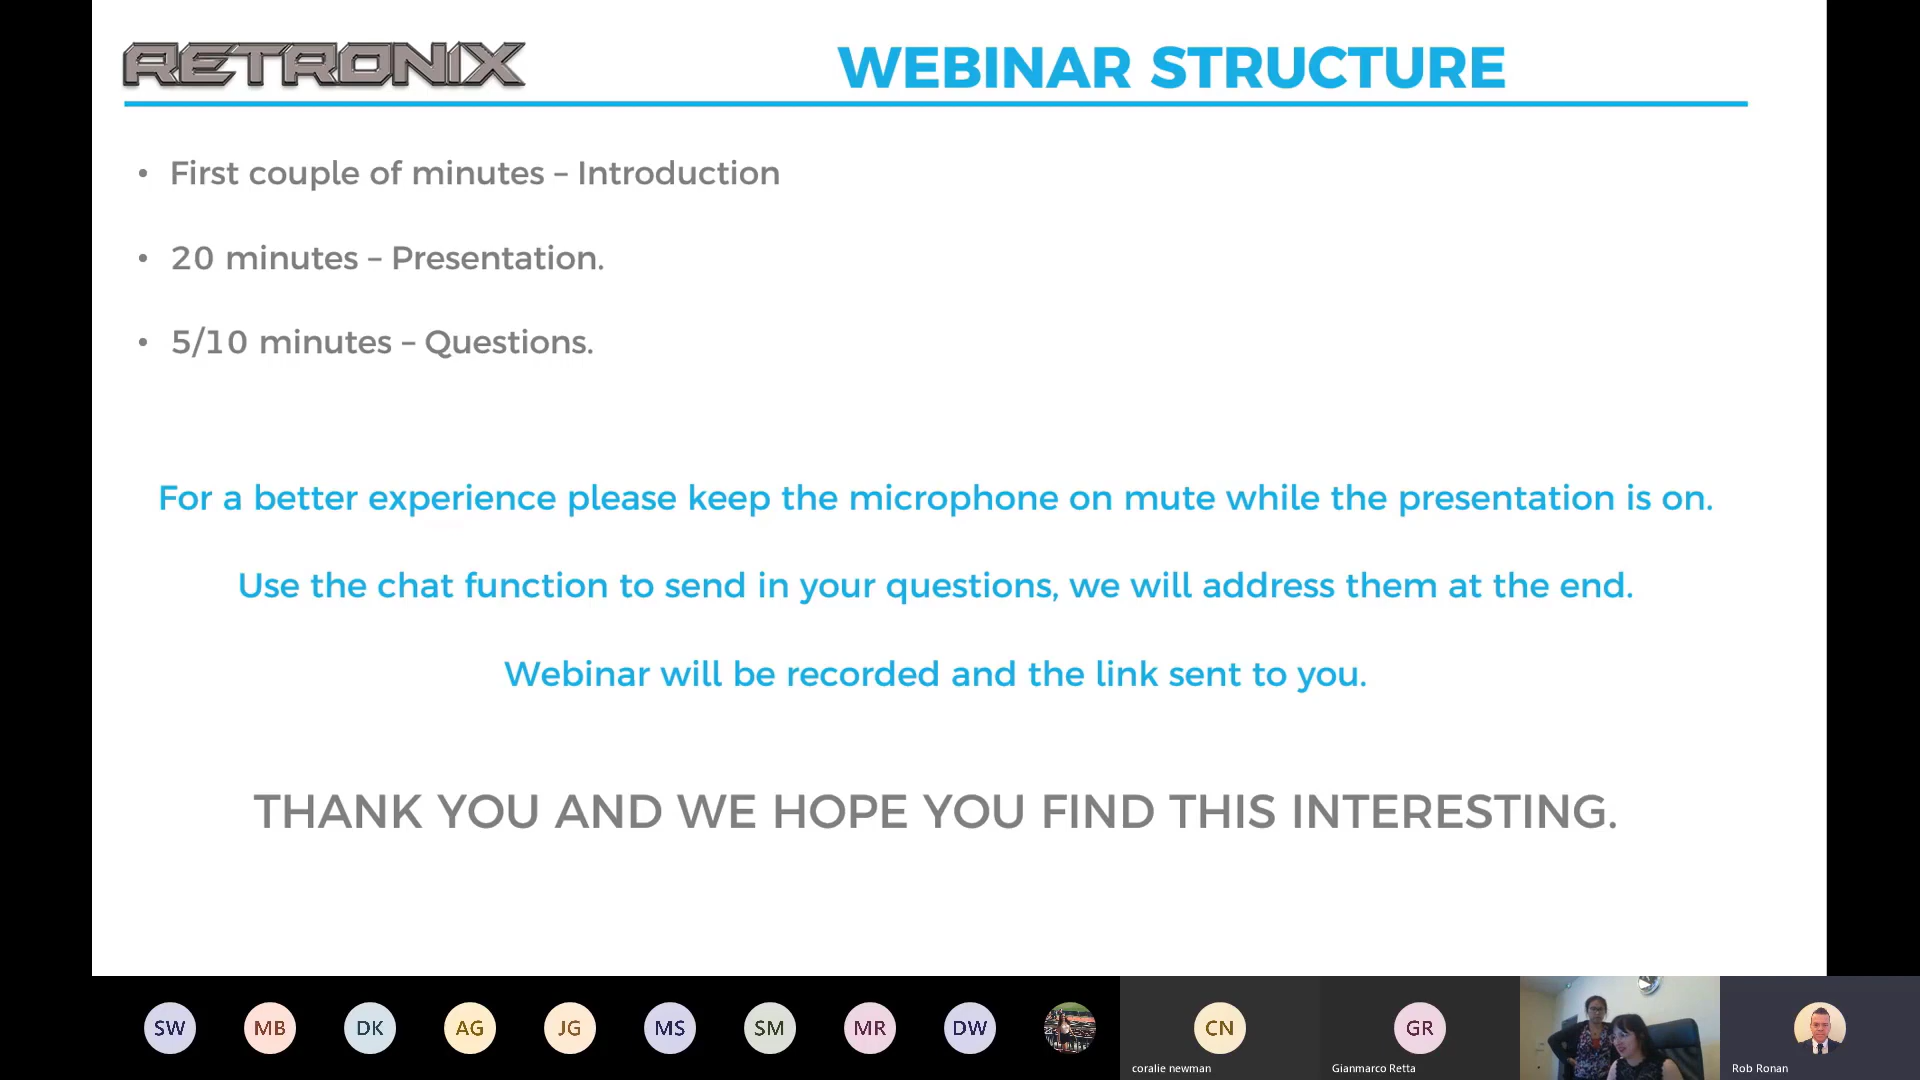 RETRONIX
WEBINAR STRUCTURE
• First couple of minutes – Introduction
• 20 minutes – Presentation.
• 5/10 minutes – Questions.
For a better experience please keep the microphone on mute while the presentation is on.
Use the chat function to send in your questions, we will address them at the end.
Webinar will be recorded and the link sent to you.
THANK YOU AND WE HOPE YOU FIND THIS INTERESTING.
SW MB DK AG JG MS SM MR DW CN GR
coralie newman Gianmarco Retta Rob Ronan